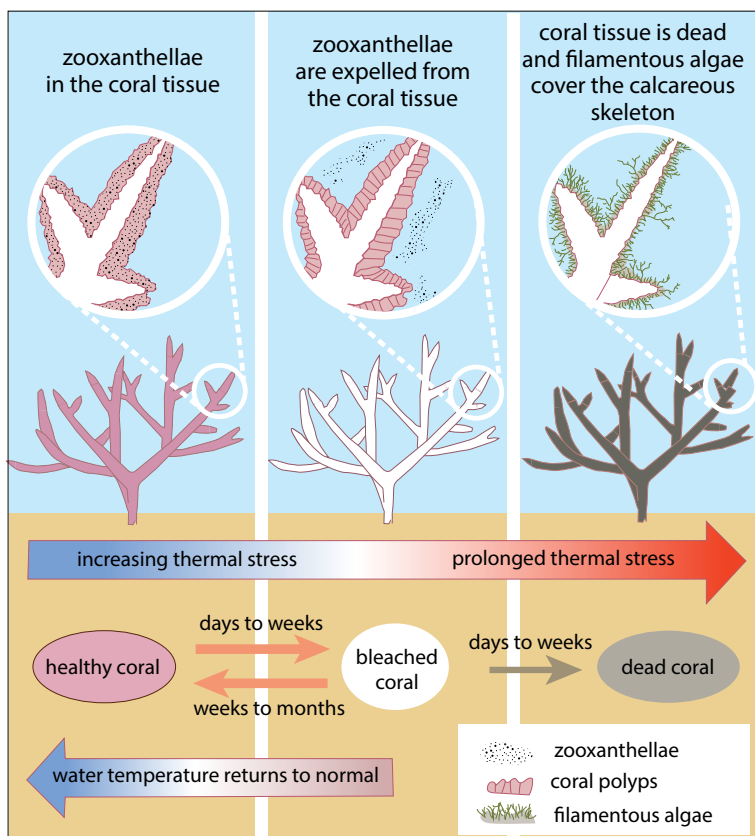 zooxanthellae
in the coral tissue
zooxanthellae
are expelled from
the coral tissue
coral tissue is dead
and filamentous algae
cover the calcareous
skeleton
increasing thermal stress
prolonged thermal stress
days to weeks
healthy coral
bleached
coral
weeks to months
days to weeks
dead coral
water temperature returns to normal
zooxanthellae
coral polyps
filamentous algae